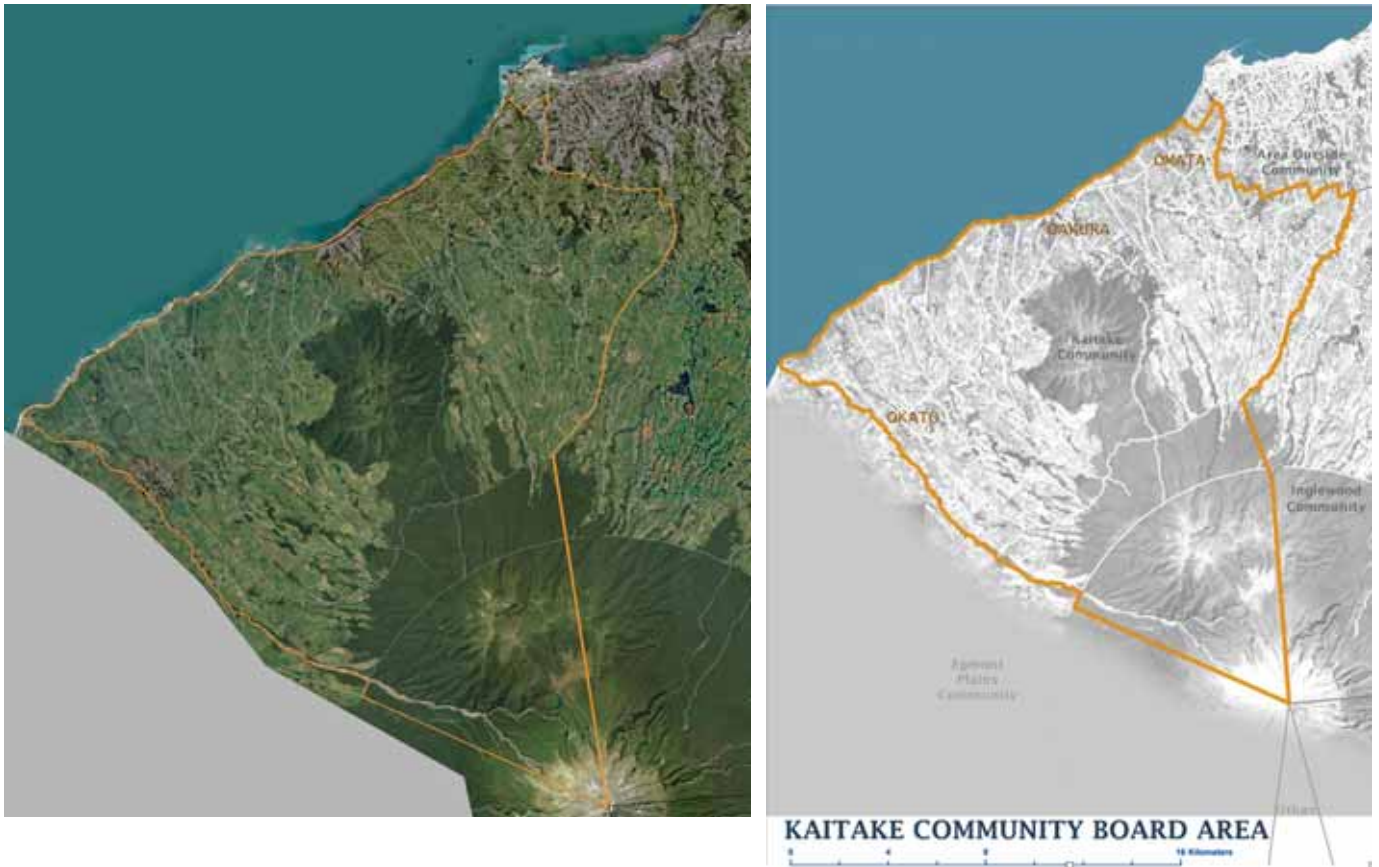 OMATA
Area Outside
Community
OAKURA
Kaitake
Community
OKATO
Inglewood
Community
Egmont
Plains
Community
KAITAKE COMMUNITY BOARD AREA
0 4 8 16 Kilometers